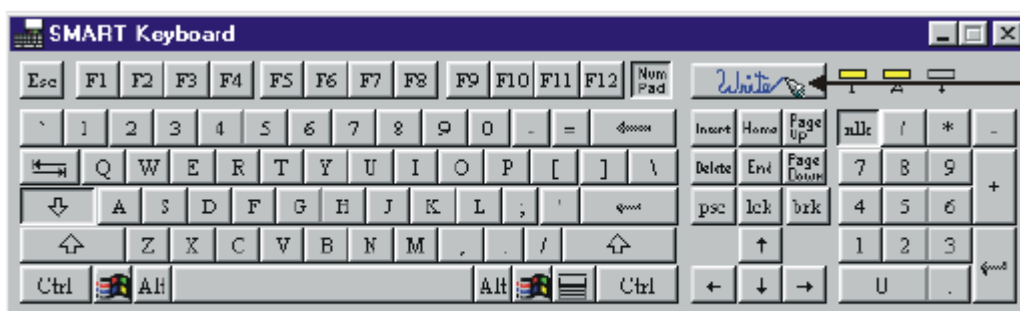 SMART Keyboard
Esc F1 F2 F3 F4 F5 F6 F7 F8 F9 F10 F11 F12 Num Pad Write
` 1 2 3 4 5 6 7 8 9 0 - = Insert Home Page Up nlk / * -
Q W E R T Y U I O P [ ] \ Delete End Page Down 7 8 9 +
A S D F G H J K L ; ' psc lck brk 4 5 6
Z X C V B N M , . / 1 2 3
Ctrl Alt Alt Ctrl U .